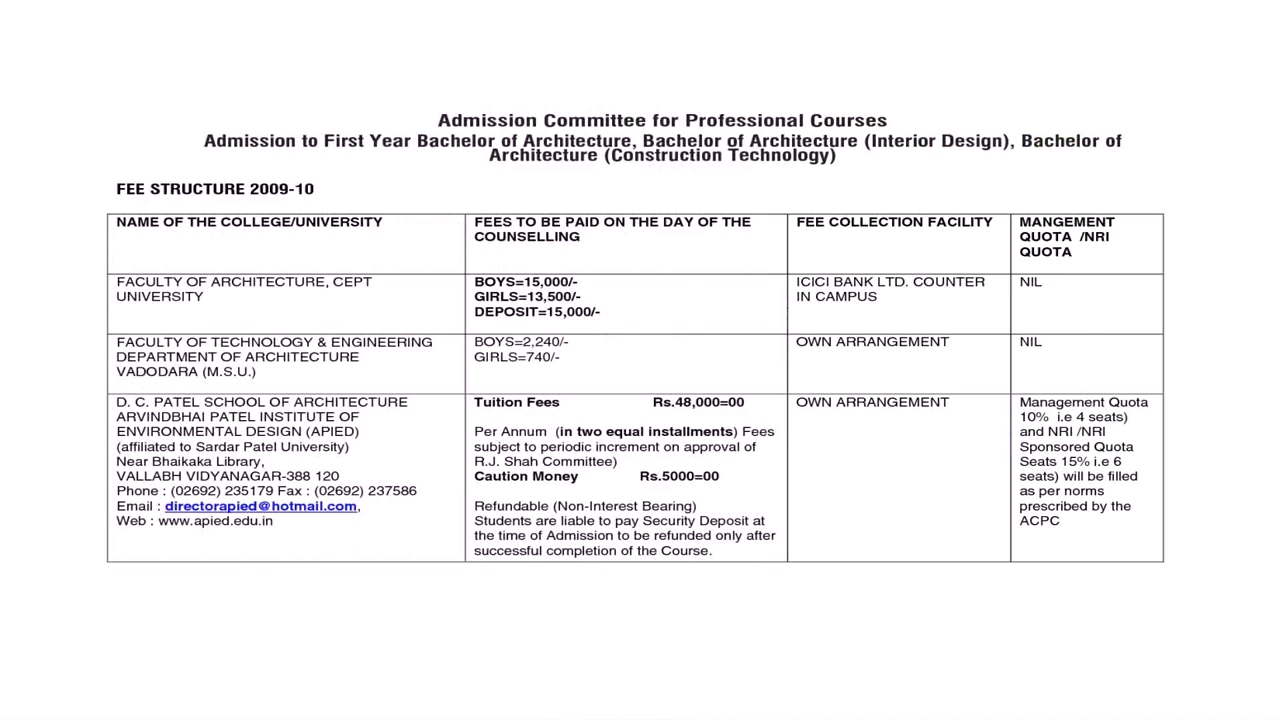 Admission Committee for Professional Courses
Admission to First Year Bachelor of Architecture, Bachelor of Architecture (Interior Design), Bachelor of
Architecture (Construction Technology)
FEE STRUCTURE 2009-10
NAME OF THE COLLEGE/UNIVERSITY
FEES TO BE PAID ON THE DAY OF THE
COUNSELLING
FEE COLLECTION FACILITY
MANGEMENT
QUOTA /NRI
QUOTA
FACULTY OF ARCHITECTURE, CEPT
UNIVERSITY
BOYS=15,000/-
GIRLS=13,500/-
DEPOSIT=15,000/-
ICICI BANK LTD. COUNTER
IN CAMPUS
NIL
FACULTY OF TECHNOLOGY & ENGINEERING
DEPARTMENT OF ARCHITECTURE
VADODARA (M.S.U.)
BOYS=2,240/-
GIRLS=740/-
OWN ARRANGEMENT
NIL
D. C. PATEL SCHOOL OF ARCHITECTURE
ARVINDBHAI PATEL INSTITUTE OF
ENVIRONMENTAL DESIGN (APIED)
(affiliated to Sardar Patel University)
Near Bhaikaka Library,
VALLABH VIDYANAGAR-388 120
Phone : (02692) 235179 Fax : (02692) 237586
Email : directorapied@hotmail.com,
Web : www.apied.edu.in
Tuition Fees Rs.48,000=00
Per Annum (in two equal installments) Fees
subject to periodic increment on approval of
R.J. Shah Committee)
Caution Money Rs.5000=00
Refundable (Non-Interest Bearing)
Students are liable to pay Security Deposit at
the time of Admission to be refunded only after
successful completion of the Course.
OWN ARRANGEMENT
Management Quota
10% i.e 4 seats)
and NRI /NRI
Sponsored Quota
Seats 15% i.e 6
seats) will be filled
as per norms
prescribed by the
ACPC